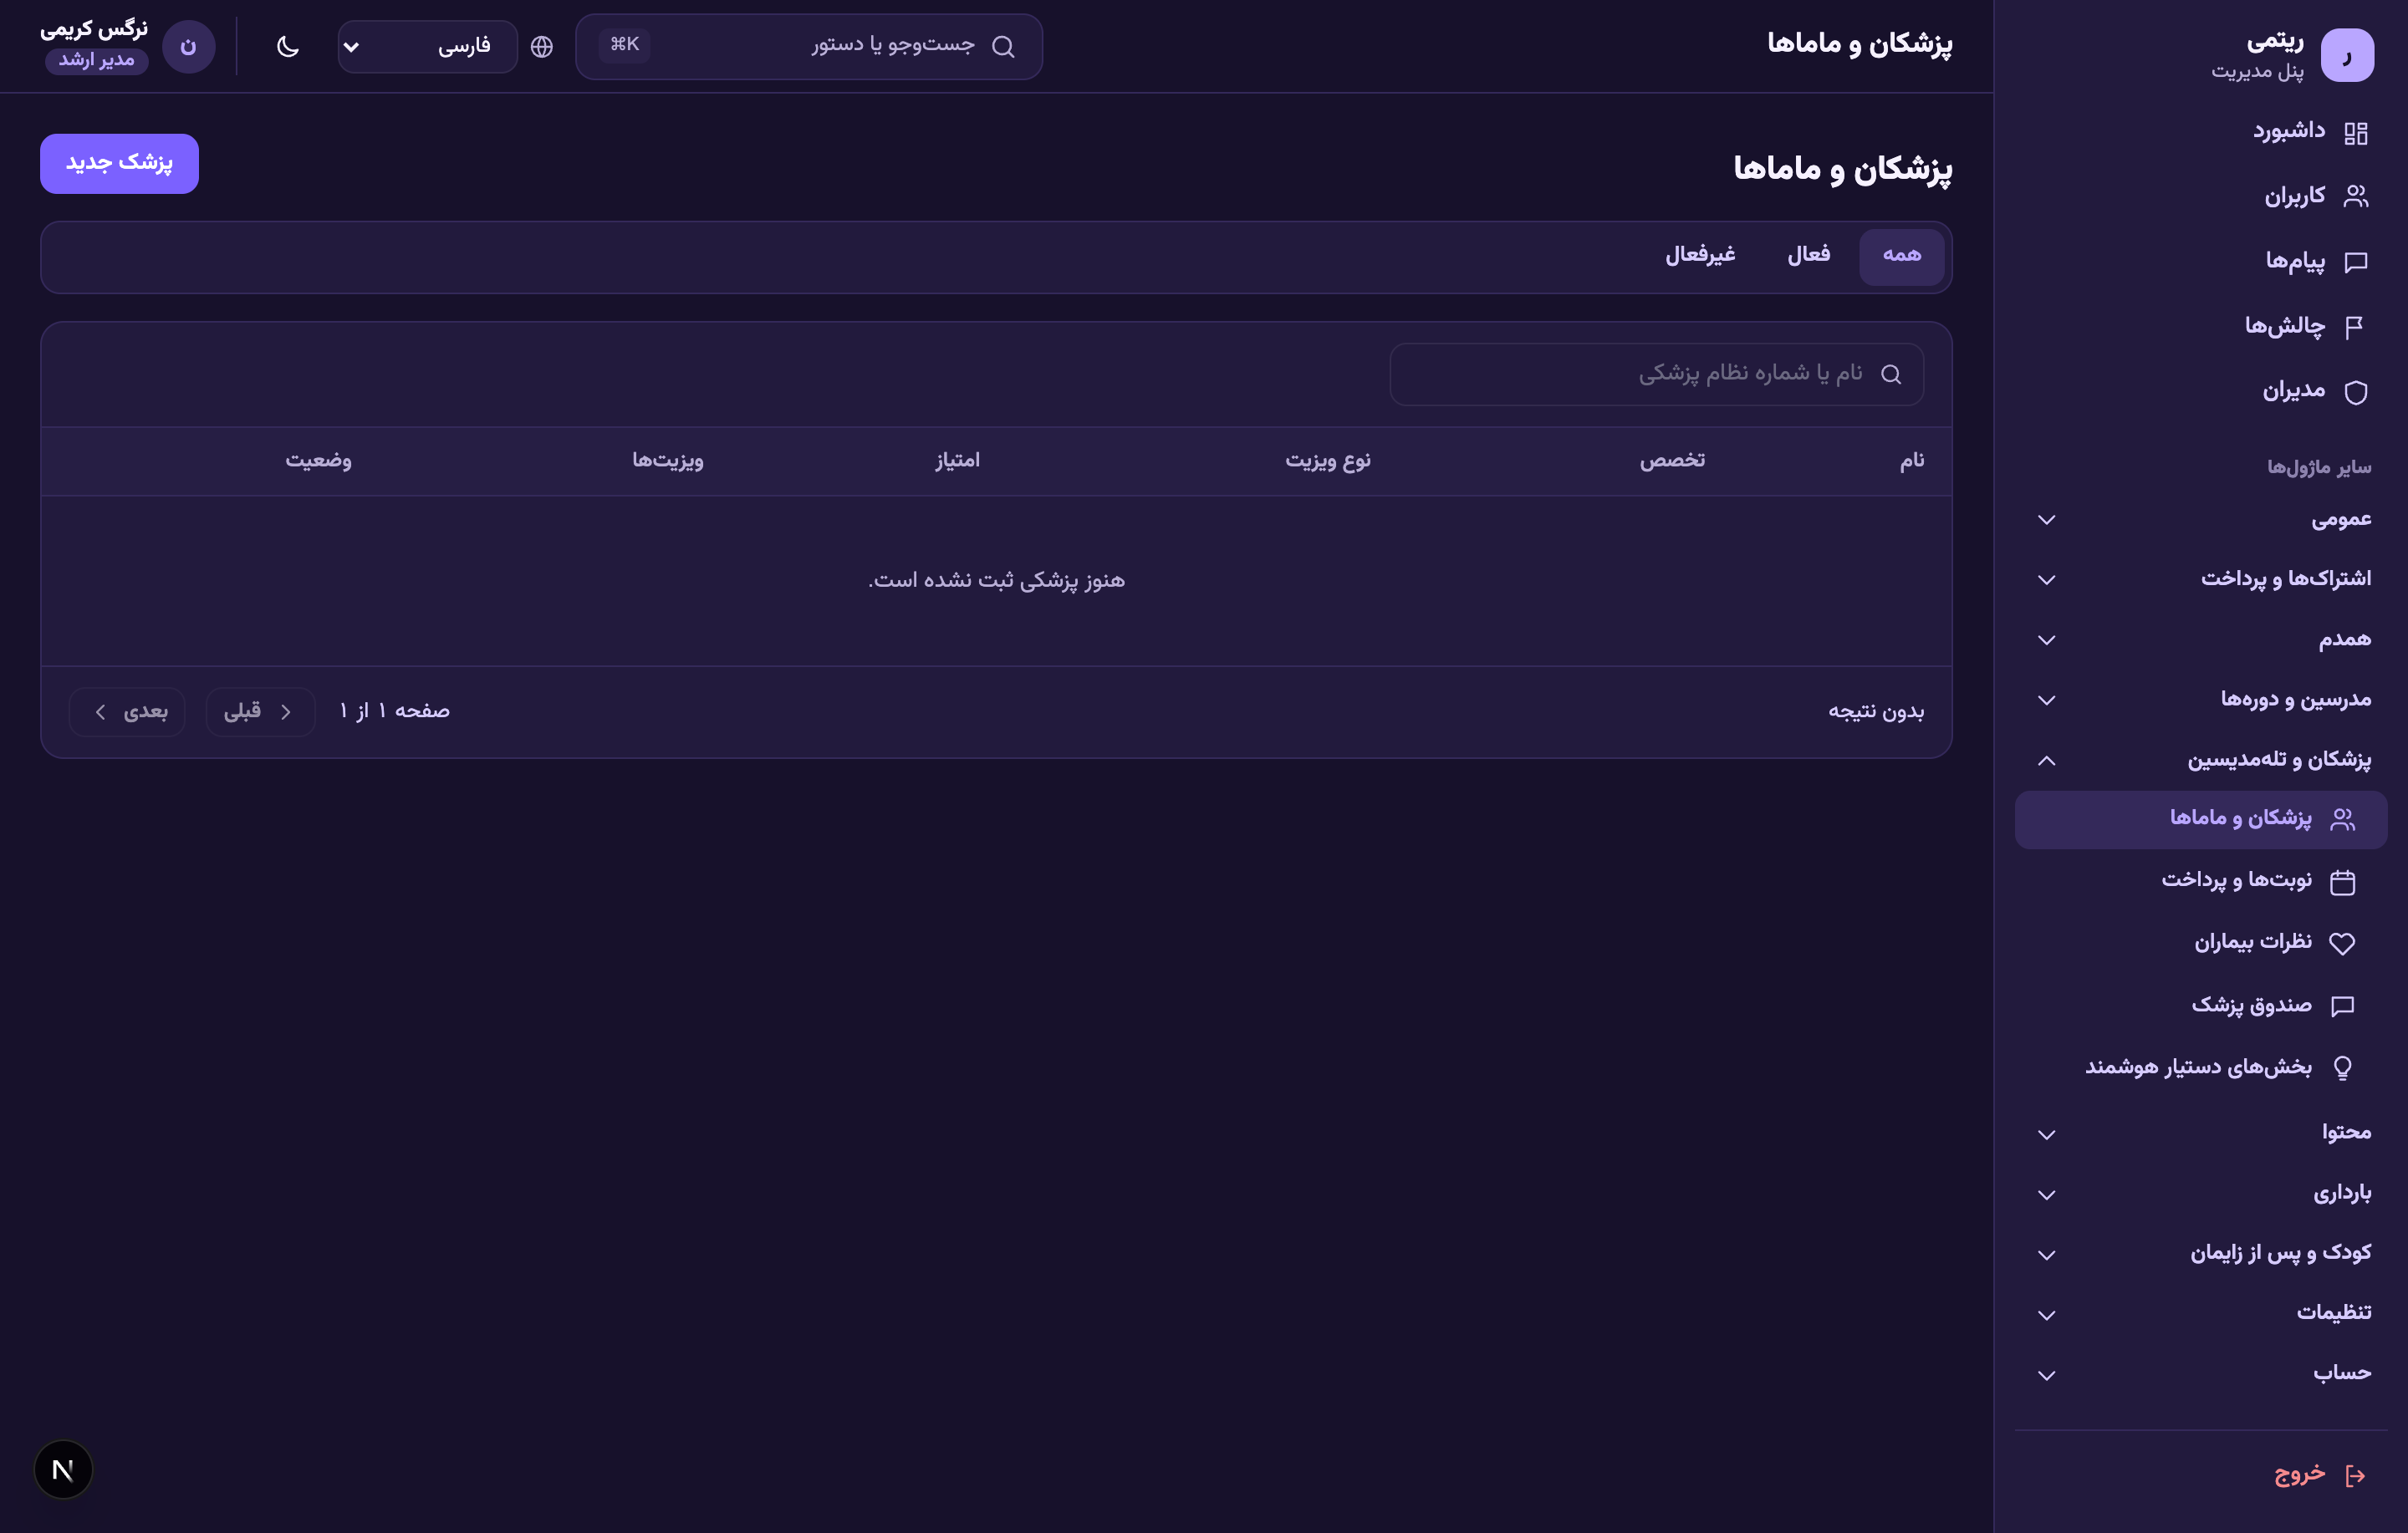 ریتمی
پنل مدیریت
داشبورد
کاربران
پیام‌ها
چالش‌ها
مدیران
سایر ماژول‌ها
عمومی
اشتراک‌ها و پرداخت
همدم
مدرسین و دوره‌ها
پزشکان و تله‌مدیسین
پزشکان و ماماها
نوبت‌ها و پرداخت
نظرات بیماران
صندوق پزشک
بخش‌های دستیار هوشمند
محتوا
بارداری
کودک و پس از زایمان
تنظیمات
حساب
خروج
پزشکان و ماماها
جست‌وجو یا دستور ⌘K
فارسی
ن
نرگس کریمی
مدیر ارشد
پزشکان و ماماها
پزشک جدید
همه فعال غیرفعال
نام یا شماره نظام پزشکی
نام تخصص نوع ویزیت امتیاز ویزیت‌ها وضعیت
هنوز پزشکی ثبت نشده است.
بدون نتیجه صفحه ۱ از ۱ قبلی بعدی
ر
N